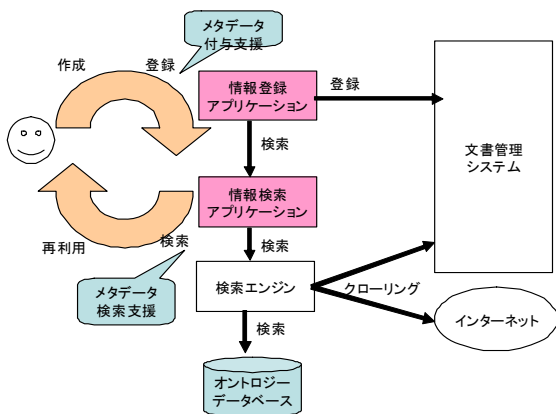 メタデータ
付与支援
作成
登録
情報登録
アプリケーション
登録
検索
文書管理
システム
情報検索
アプリケーション
再利用
検索
検索
メタデータ
検索支援
検索エンジン
クローリング
インターネット
検索
オントロジー
データベース